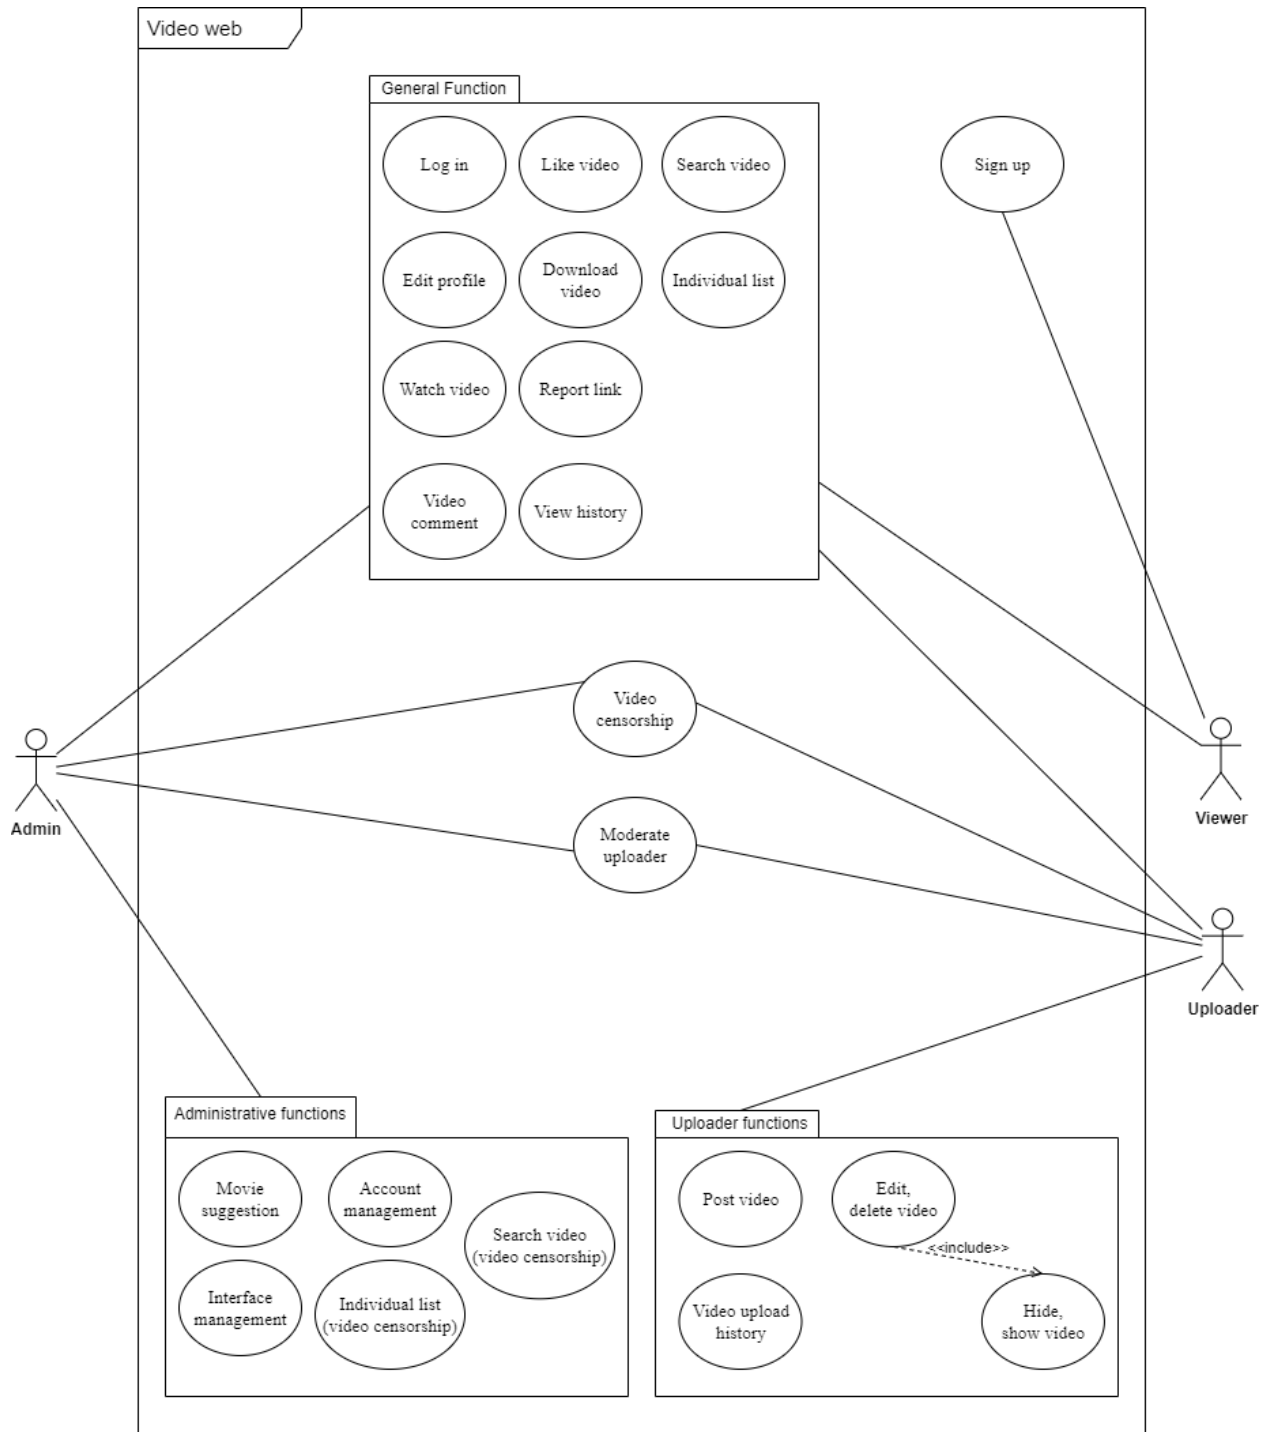 Video web
General Function
Log in
Like video
Search video
Sign up
Edit profile
Download
video
Individual list
Watch video
Report link
Video
comment
View history
Video
censorship
Admin
Viewer
Moderate
uploader
Uploader
Administrative functions
Uploader functions
Movie
suggestion
Account
management
Search video
(video censorship)
Interface
management
Individual list
(video censorship)
Post video
Edit,
delete video
<<include>>
Video upload
history
Hide,
show video